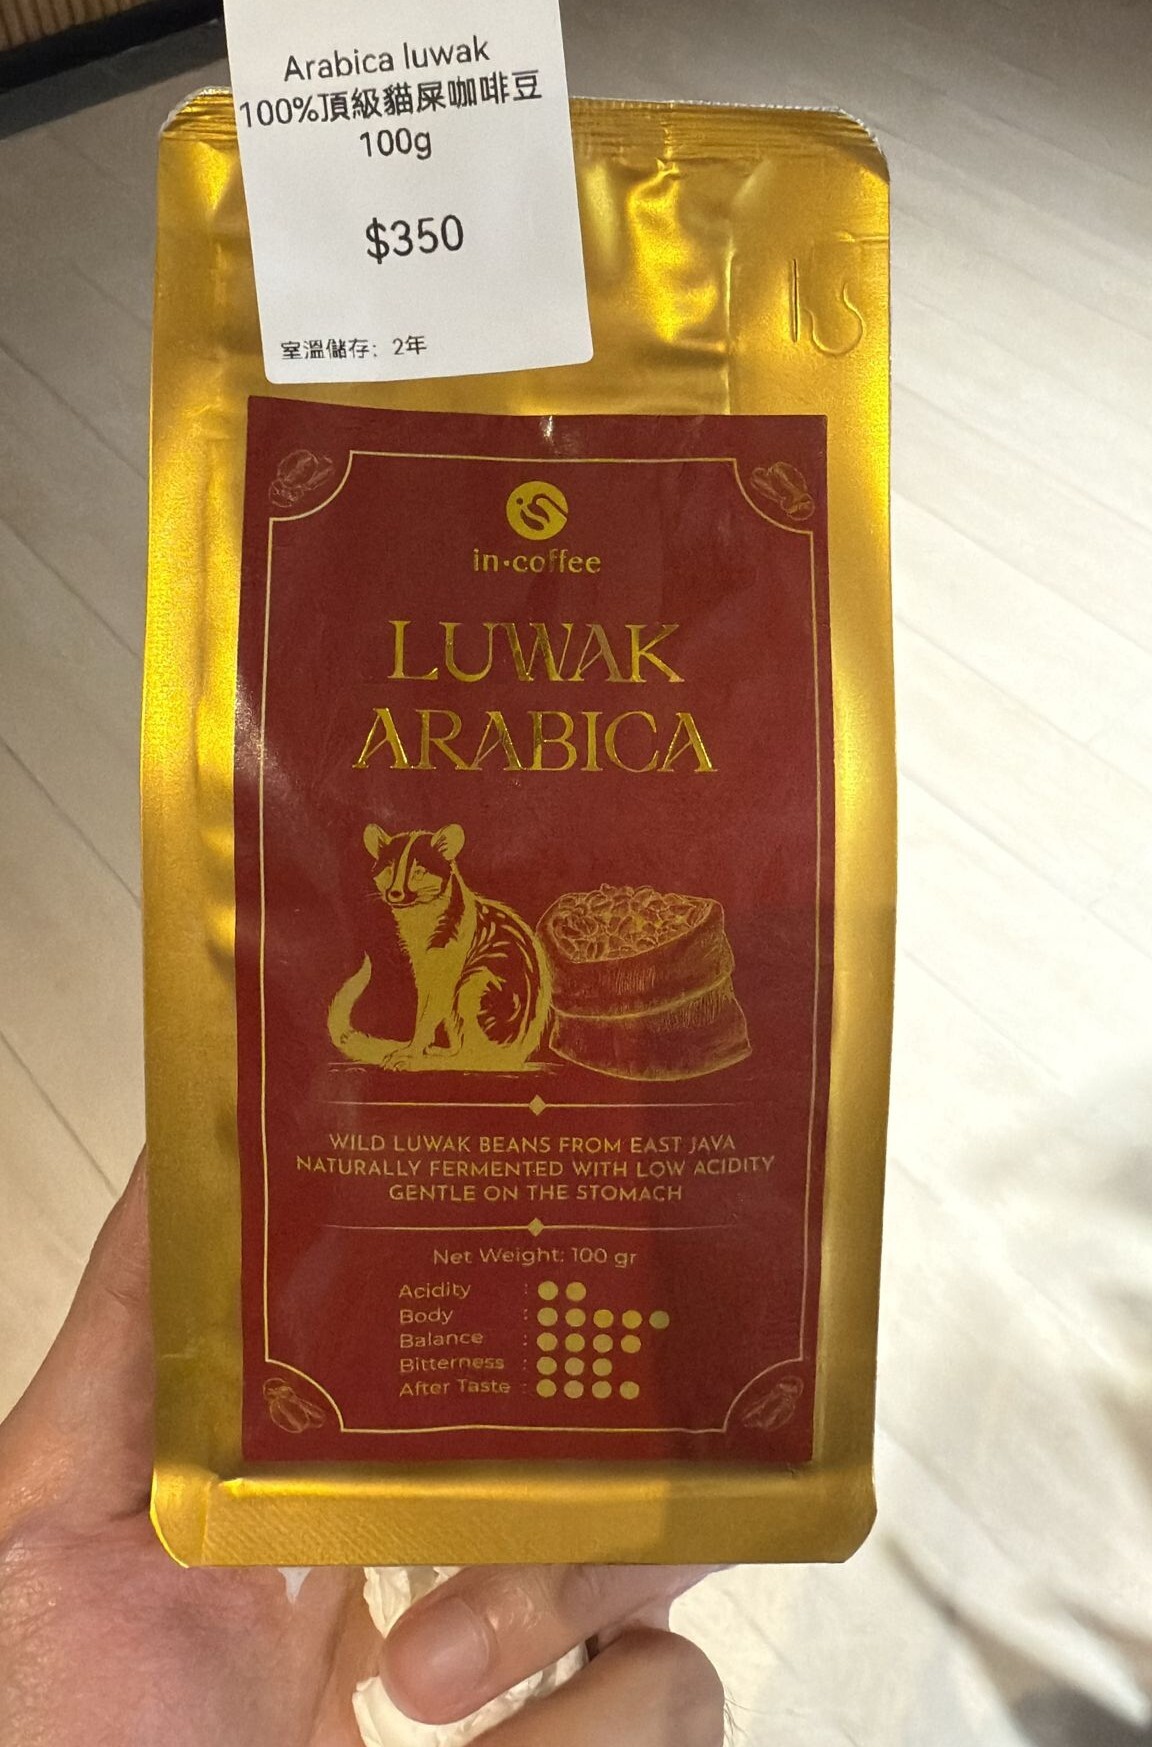 Arabica luwak
100%頂級貓屎咖啡豆
100g
$350
室溫儲存: 2年
in·coffee
LUWAK
ARABICA
WILD LUWAK BEANS FROM EAST JAVA
NATURALLY FERMENTED WITH LOW ACIDITY
GENTLE ON THE STOMACH
Net Weight: 100 gr
Acidity :
Body :
Balance :
Bitterness :
After Taste :